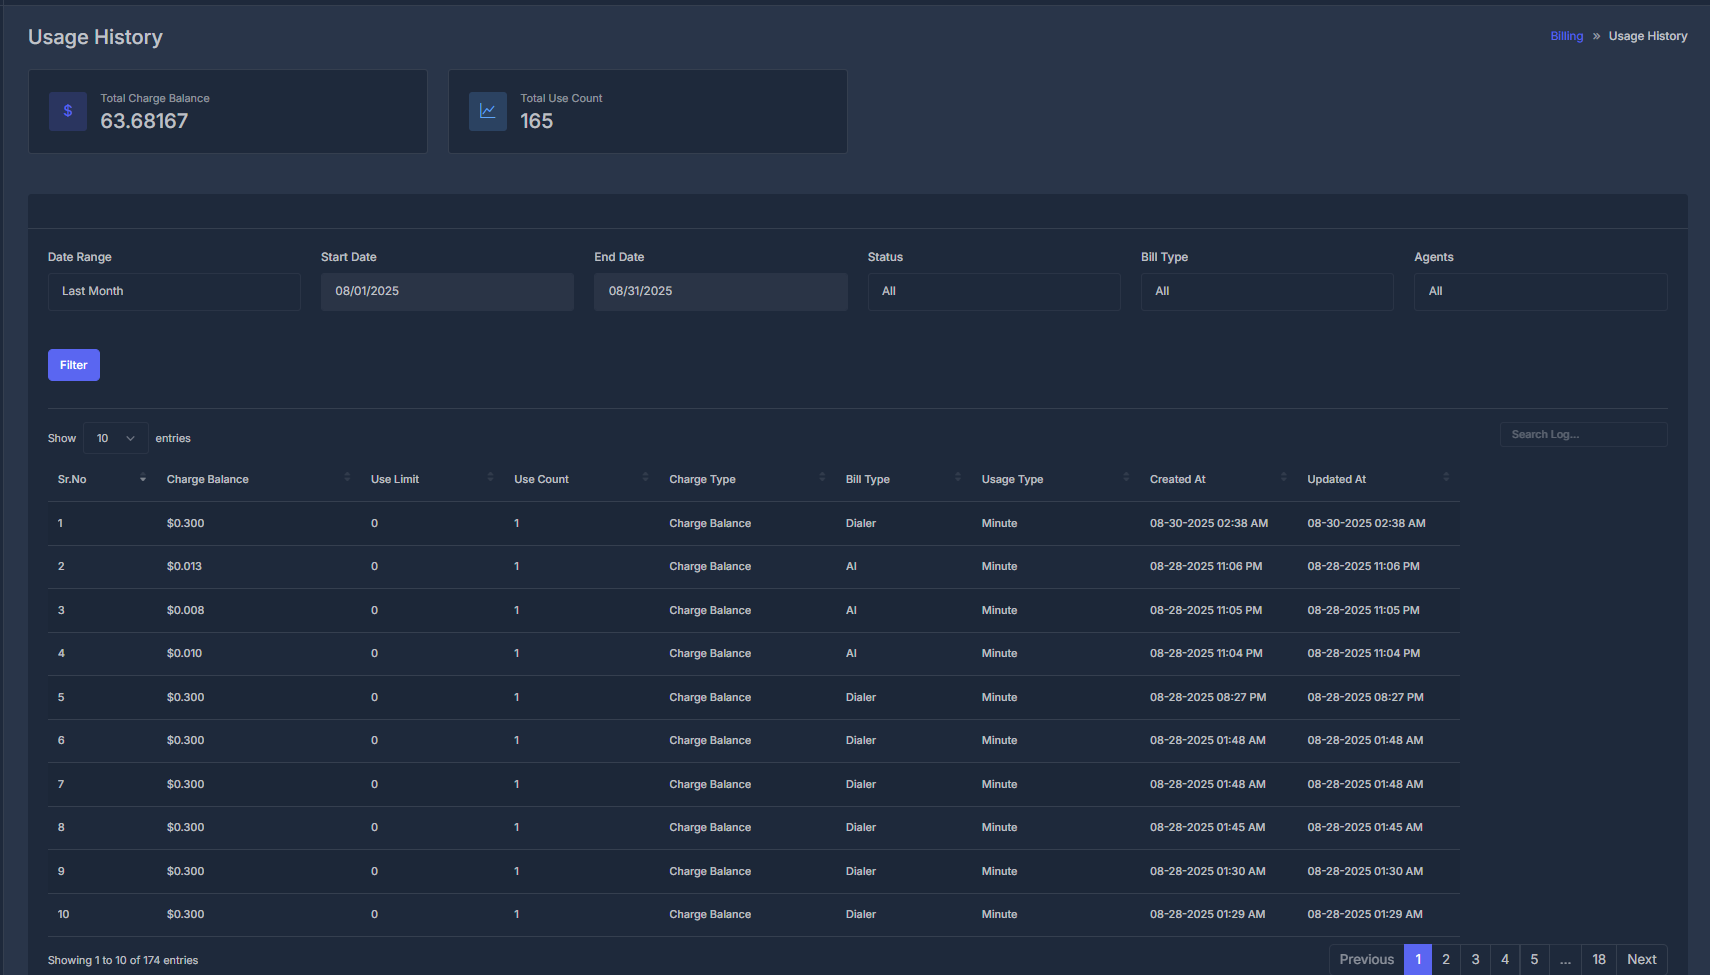 Usage History
Billing » Usage History
$
Total Charge Balance
63.68167
Total Use Count
165
Date Range Start Date End Date Status Bill Type Agents
Last Month 08/01/2025 08/31/2025 All All All
Filter
Show 10 entries Search Log...
Sr.No Charge Balance Use Limit Use Count Charge Type Bill Type Usage Type Created At Updated At
1 $0.300 0 1 Charge Balance Dialer Minute 08-30-2025 02:38 AM 08-30-2025 02:38 AM
2 $0.013 0 1 Charge Balance AI Minute 08-28-2025 11:06 PM 08-28-2025 11:06 PM
3 $0.008 0 1 Charge Balance AI Minute 08-28-2025 11:05 PM 08-28-2025 11:05 PM
4 $0.010 0 1 Charge Balance AI Minute 08-28-2025 11:04 PM 08-28-2025 11:04 PM
5 $0.300 0 1 Charge Balance Dialer Minute 08-28-2025 08:27 PM 08-28-2025 08:27 PM
6 $0.300 0 1 Charge Balance Dialer Minute 08-28-2025 01:48 AM 08-28-2025 01:48 AM
7 $0.300 0 1 Charge Balance Dialer Minute 08-28-2025 01:48 AM 08-28-2025 01:48 AM
8 $0.300 0 1 Charge Balance Dialer Minute 08-28-2025 01:45 AM 08-28-2025 01:45 AM
9 $0.300 0 1 Charge Balance Dialer Minute 08-28-2025 01:30 AM 08-28-2025 01:30 AM
10 $0.300 0 1 Charge Balance Dialer Minute 08-28-2025 01:29 AM 08-28-2025 01:29 AM
Showing 1 to 10 of 174 entries Previous 1 2 3 4 5 ... 18 Next